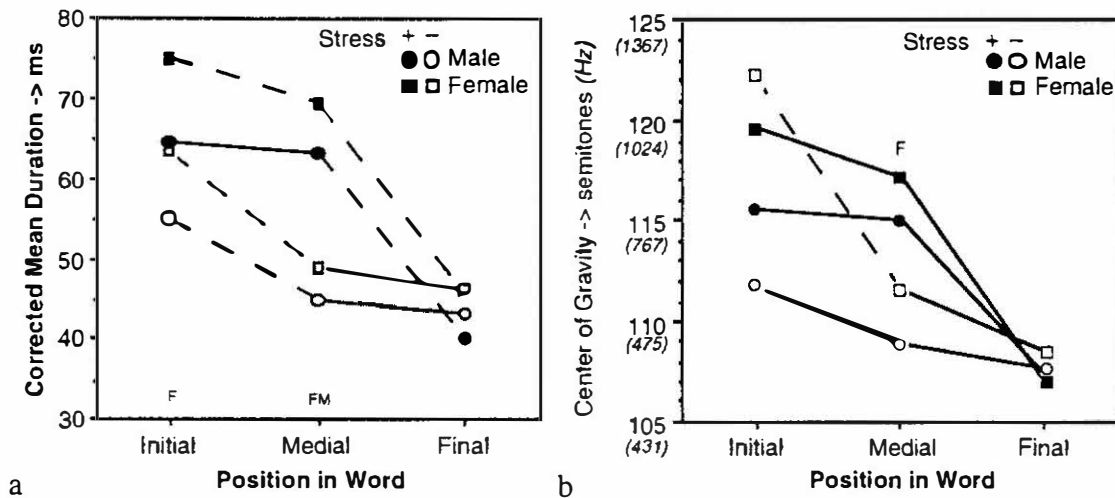 80
70
60
50
40
30
Corrected Mean Duration -> ms
Stress + -
Male
Female
F
FM
Initial Medial Final
Position in Word
a
125
(1367)
120
(1024)
115
(767)
110
(475)
105
(431)
Center of Gravity -> semitones (Hz)
Stress + -
Male
Female
F
Initial Medial Final
Position in Word
b